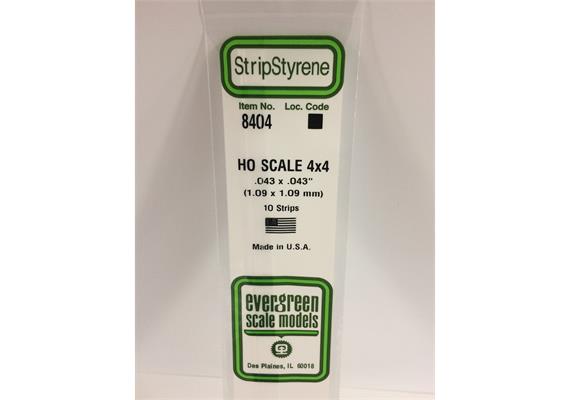 StripStyrene
Item No. Loc. Code
8404
HO SCALE 4x4
.043 x .043"
(1.09 x 1.09 mm)
10 Strips
Made in U.S.A.
evergreen
scale models
Des Plaines, IL 60018